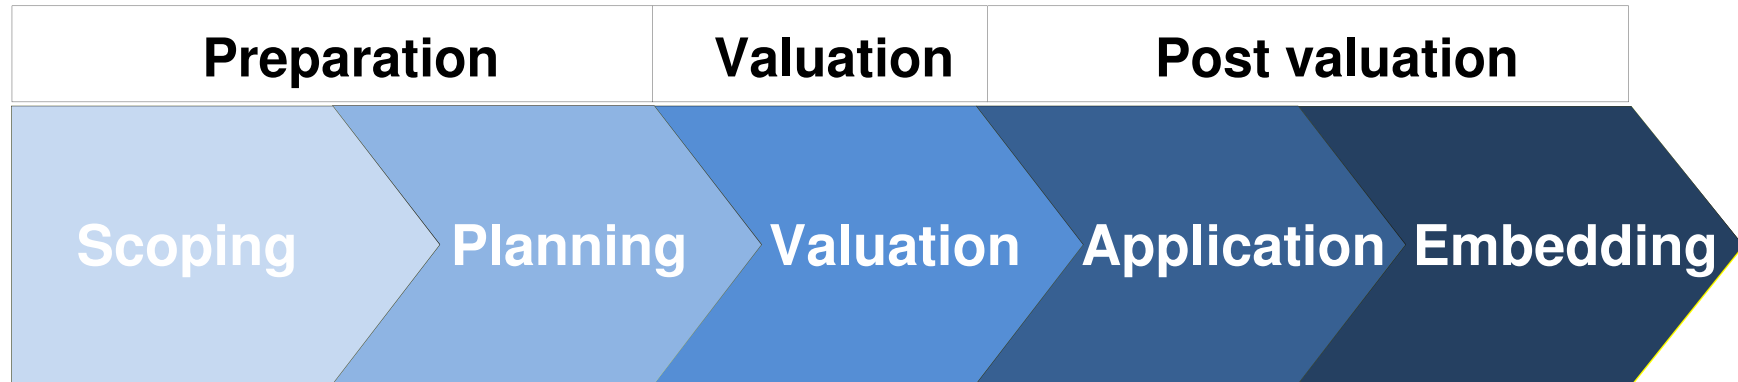 Preparation Valuation Post valuation
Scoping Planning Valuation Application Embedding